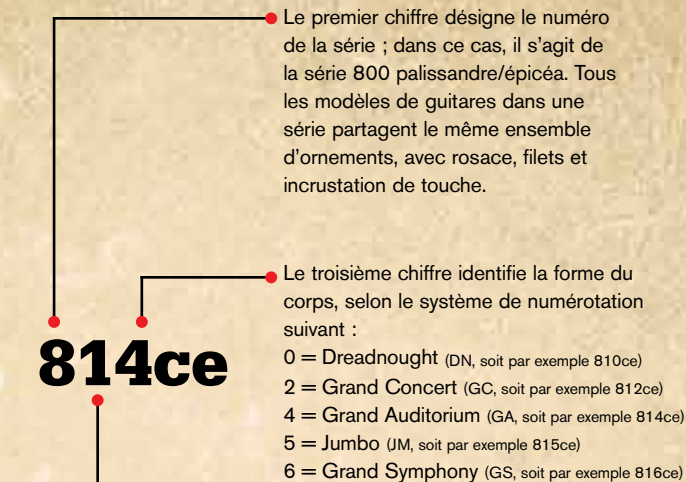 Le premier chiffre désigne le numéro
de la série ; dans ce cas, il s'agit de
la série 800 palissandre/épicéa. Tous
les modèles de guitares dans une
série partagent le même ensemble
d'ornements, avec rosace, filets et
incrustation de touche.
Le troisième chiffre identifie la forme du
corps, selon le système de numérotation
suivant :
814ce
0 = Dreadnought (DN, soit par exemple 810ce)
2 = Grand Concert (GC, soit par exemple 812ce)
4 = Grand Auditorium (GA, soit par exemple 814ce)
5 = Jumbo (JM, soit par exemple 815ce)
6 = Grand Symphony (GS, soit par exemple 816ce)